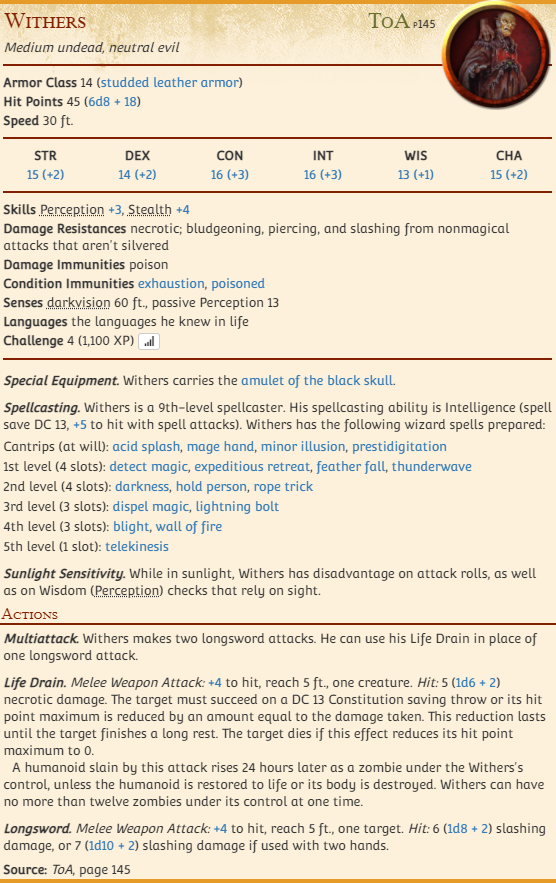 Withers ToA p145
Medium undead, neutral evil
Armor Class 14 (studded leather armor)
Hit Points 45 (6d8 + 18)
Speed 30 ft.
STR DEX CON INT WIS CHA
15 (+2) 14 (+2) 16 (+3) 16 (+3) 13 (+1) 15 (+2)
Skills Perception +3, Stealth +4
Damage Resistances necrotic; bludgeoning, piercing, and slashing from nonmagical
attacks that aren't silvered
Damage Immunities poison
Condition Immunities exhaustion, poisoned
Senses darkvision 60 ft., passive Perception 13
Languages the languages he knew in life
Challenge 4 (1,100 XP)
Special Equipment. Withers carries the amulet of the black skull.
Spellcasting. Withers is a 9th-level spellcaster. His spellcasting ability is Intelligence (spell
save DC 13, +5 to hit with spell attacks). Withers has the following wizard spells prepared:
Cantrips (at will): acid splash, mage hand, minor illusion, prestidigitation
1st level (4 slots): detect magic, expeditious retreat, feather fall, thunderwave
2nd level (4 slots): darkness, hold person, rope trick
3rd level (3 slots): dispel magic, lightning bolt
4th level (3 slots): blight, wall of fire
5th level (1 slot): telekinesis
Sunlight Sensitivity. While in sunlight, Withers has disadvantage on attack rolls, as well
as on Wisdom (Perception) checks that rely on sight.
Actions
Multiattack. Withers makes two longsword attacks. He can use his Life Drain in place of
one longsword attack.
Life Drain. Melee Weapon Attack: +4 to hit, reach 5 ft., one creature. Hit: 5 (1d6 + 2)
necrotic damage. The target must succeed on a DC 13 Constitution saving throw or its hit
point maximum is reduced by an amount equal to the damage taken. This reduction lasts
until the target finishes a long rest. The target dies if this effect reduces its hit point
maximum to 0.
A humanoid slain by this attack rises 24 hours later as a zombie under the Withers's
control, unless the humanoid is restored to life or its body is destroyed. Withers can have
no more than twelve zombies under its control at one time.
Longsword. Melee Weapon Attack: +4 to hit, reach 5 ft., one target. Hit: 6 (1d8 + 2) slashing
damage, or 7 (1d10 + 2) slashing damage if used with two hands.
Source: ToA, page 145